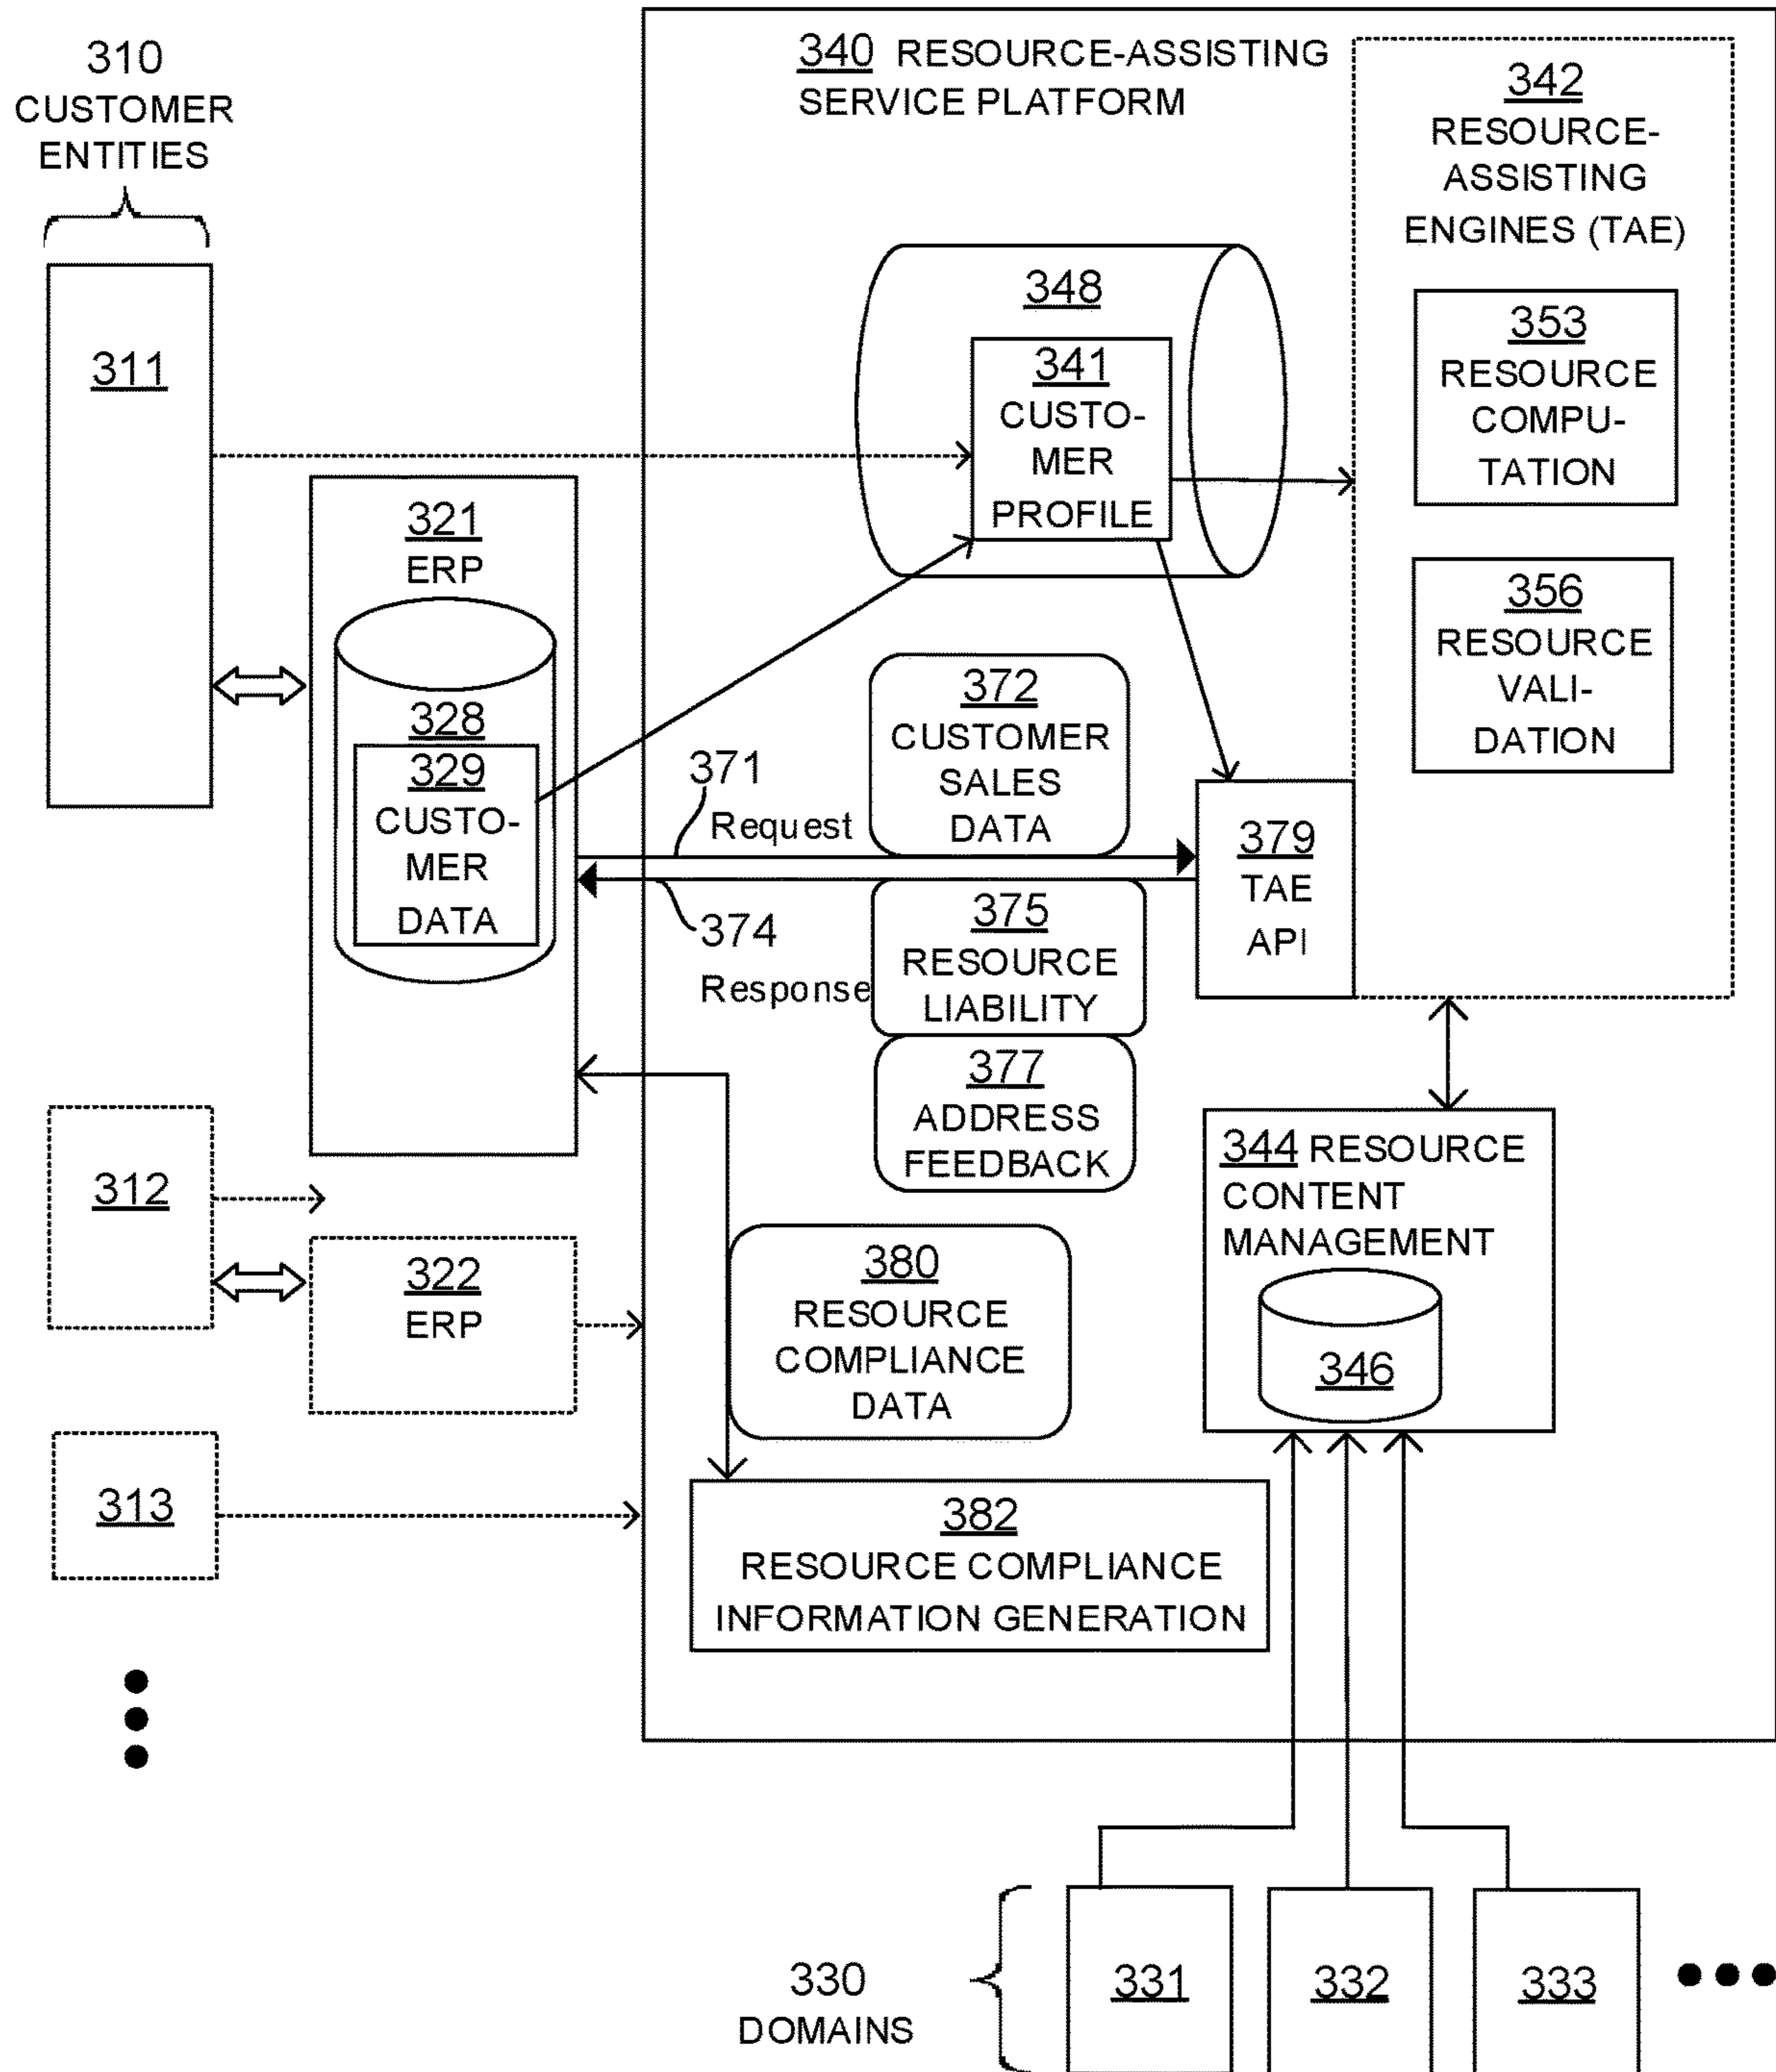 310
CUSTOMER
ENTITIES
311
340 RESOURCE-ASSISTING
SERVICE PLATFORM
342
RESOURCE-
ASSISTING
ENGINES (TAE)
353
RESOURCE
COMPU-
TATION
356
RESOURCE
VALI-
DATION
348
341
CUSTO-
MER
PROFILE
321
ERP
328
329
CUSTO-
MER
DATA
371
Request
372
CUSTOMER
SALES
DATA
379
TAE
API
374
Response
375
RESOURCE
LIABILITY
377
ADDRESS
FEEDBACK
312
322
ERP
313
380
RESOURCE
COMPLIANCE
DATA
344 RESOURCE
CONTENT
MANAGEMENT
346
382
RESOURCE COMPLIANCE
INFORMATION GENERATION
330
DOMAINS
331
332
333